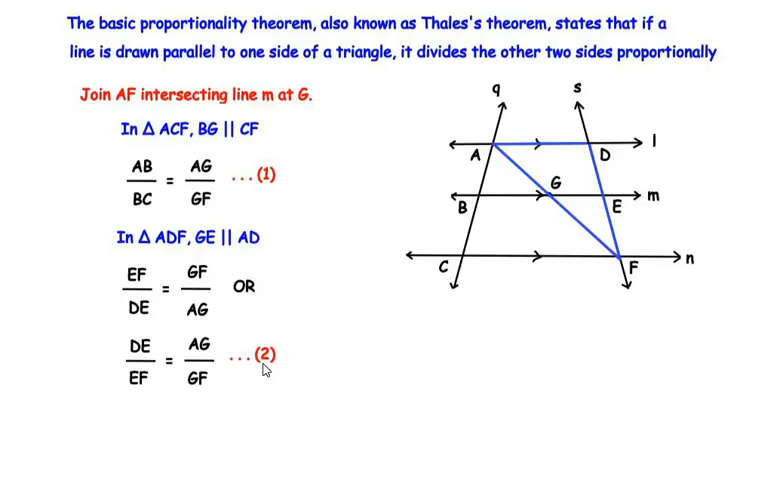 The basic proportionality theorem, also known as Thales's theorem, states that if a
line is drawn parallel to one side of a triangle, it divides the other two sides proportionally
Join AF intersecting line m at G.
In Δ ACF, BG || CF
AB/BC = AG/GF ...(1)
In Δ ADF, GE || AD
EF/DE = GF/AG OR
DE/EF = AG/GF ...(2)
q s
A D l
G
B E m
C F n